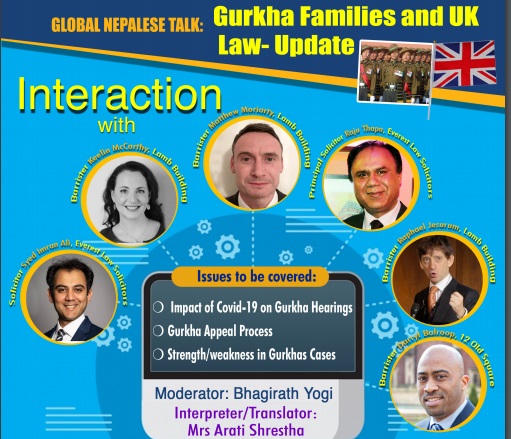 GLOBAL NEPALESE TALK: Gurkha Families and UK
Law- Update
Interaction
with
Barrister Keelin McCarthy, Lamb Building
Barrister Matthew Moriarty, Lamb Building
Principal Solicitor Raju Thapa, Everest Law Solicitors
Solicitor Syed Imran Ali, Everest Law Solicitors
Barrister Raphael Jesurum, Lamb Building
Barrister Darryl Balroop, 12 Old Square
Issues to be covered:
❍ Impact of Covid-19 on Gurkha Hearings
❍ Gurkha Appeal Process
❍ Strength/weakness in Gurkhas Cases
Moderator: Bhagirath Yogi
Interpreter/Translator:
Mrs Arati Shrestha